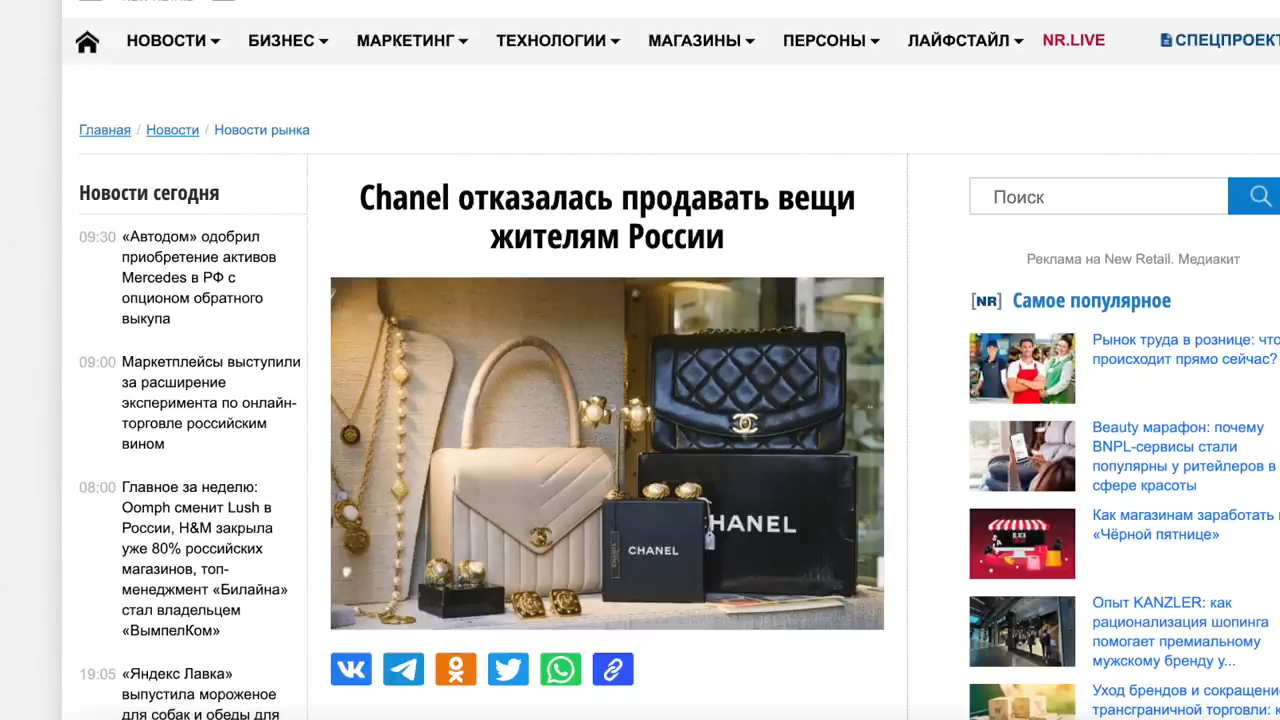 НОВОСТИ
БИЗНЕС
МАРКЕТИНГ
ТЕХНОЛОГИИ
МАГАЗИНЫ
ПЕРСОНЫ
ЛАЙФСТАЙЛ
NR.LIVE
СПЕЦПРОЕКТ
Главная / Новости / Новости рынка
Новости сегодня
09:30 «Автодом» одобрил
приобретение активов
Mercedes в РФ с
опционом обратного
выкупа
09:00 Маркетплейсы выступили
за расширение
эксперимента по онлайн-
торговле российским
вином
08:00 Главное за неделю:
Oomph сменит Lush в
России, H&M закрыла
уже 80% российских
магазинов, топ-
менеджмент «Билайна»
стал владельцем
«ВымпелКом»
19:05 «Яндекс Лавка»
выпустила мороженое
для собак и обеды для
Chanel отказалась продавать вещи
жителям России
CHANEL
HANEL
Поиск
Реклама на New Retail. Медиакит
[NR] Самое популярное
Рынок труда в рознице: что
происходит прямо сейчас?
Beauty марафон: почему
BNPL-сервисы стали
популярны у ритейлеров в
сфере красоты
Как магазинам заработать
«Чёрной пятнице»
Опыт KANZLER: как
рационализация шопинга
помогает премиальному
мужскому бренду у...
Уход брендов и сокращение
трансграничной торговли: